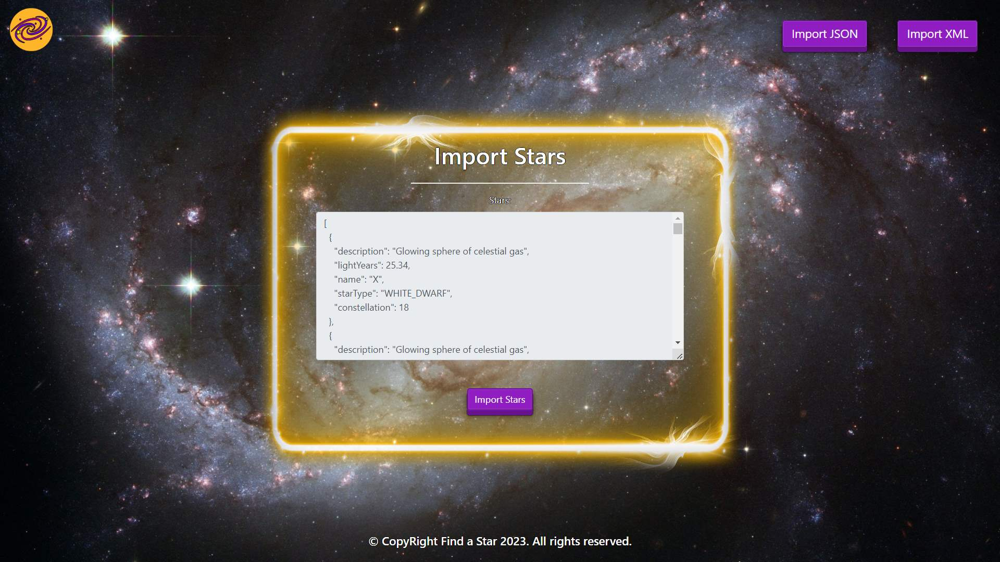 Import JSON
Import XML
Import Stars
Stars:
[
{
"description": "Glowing sphere of celestial gas",
"lightYears": 25.34,
"name": "X",
"starType": "WHITE_DWARF",
"constellation": 18
},
{
"description": "Glowing sphere of celestial gas",
Import Stars
© CopyRight Find a Star 2023. All rights reserved.